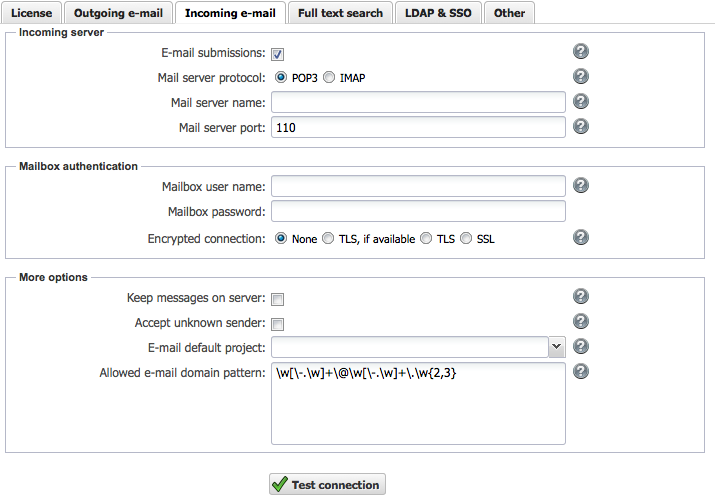 License Outgoing e-mail Incoming e-mail Full text search LDAP & SSO Other
Incoming server
E-mail submissions: ?
Mail server protocol: POP3 IMAP ?
Mail server name: ?
Mail server port: 110 ?
Mailbox authentication
Mailbox user name: ?
Mailbox password:
Encrypted connection: None TLS, if available TLS SSL ?
More options
Keep messages on server: ?
Accept unknown sender: ?
E-mail default project: ?
Allowed e-mail domain pattern: \w[\-.\w]+\@\w[\-.\w]+\.\w{2,3} ?
Test connection